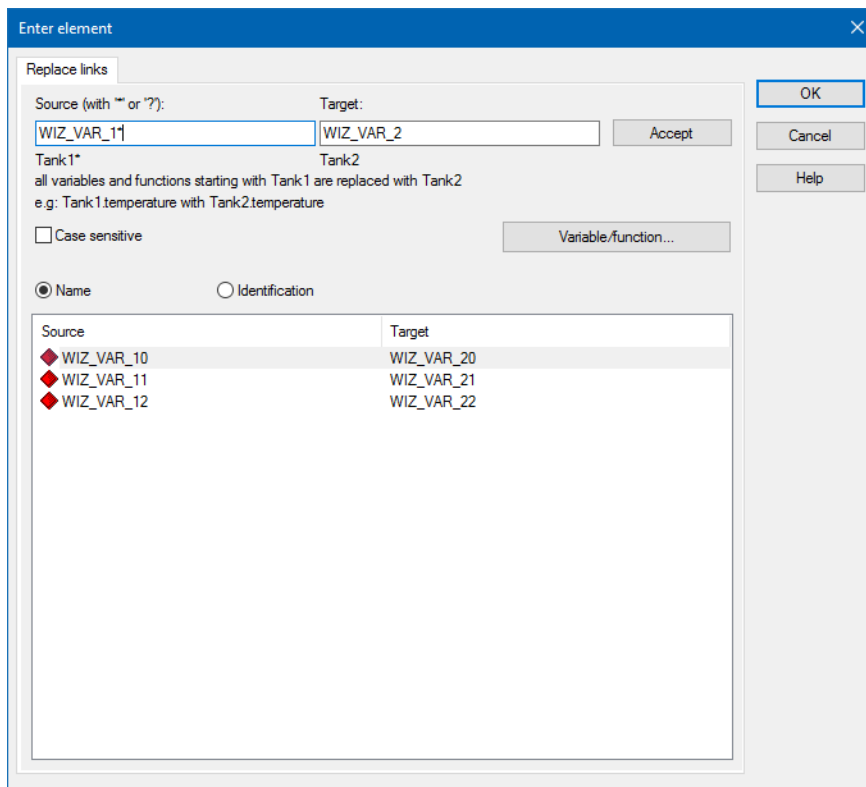 Enter element
Replace links
Source (with '*' or '?'): Target:
WIZ_VAR_1* WIZ_VAR_2 Accept
Tank1* Tank2
all variables and functions starting with Tank1 are replaced with Tank2
e.g: Tank1.temperature with Tank2.temperature
Case sensitive Variable/function...
Name Identification
Source Target
WIZ_VAR_10 WIZ_VAR_20
WIZ_VAR_11 WIZ_VAR_21
WIZ_VAR_12 WIZ_VAR_22
OK
Cancel
Help